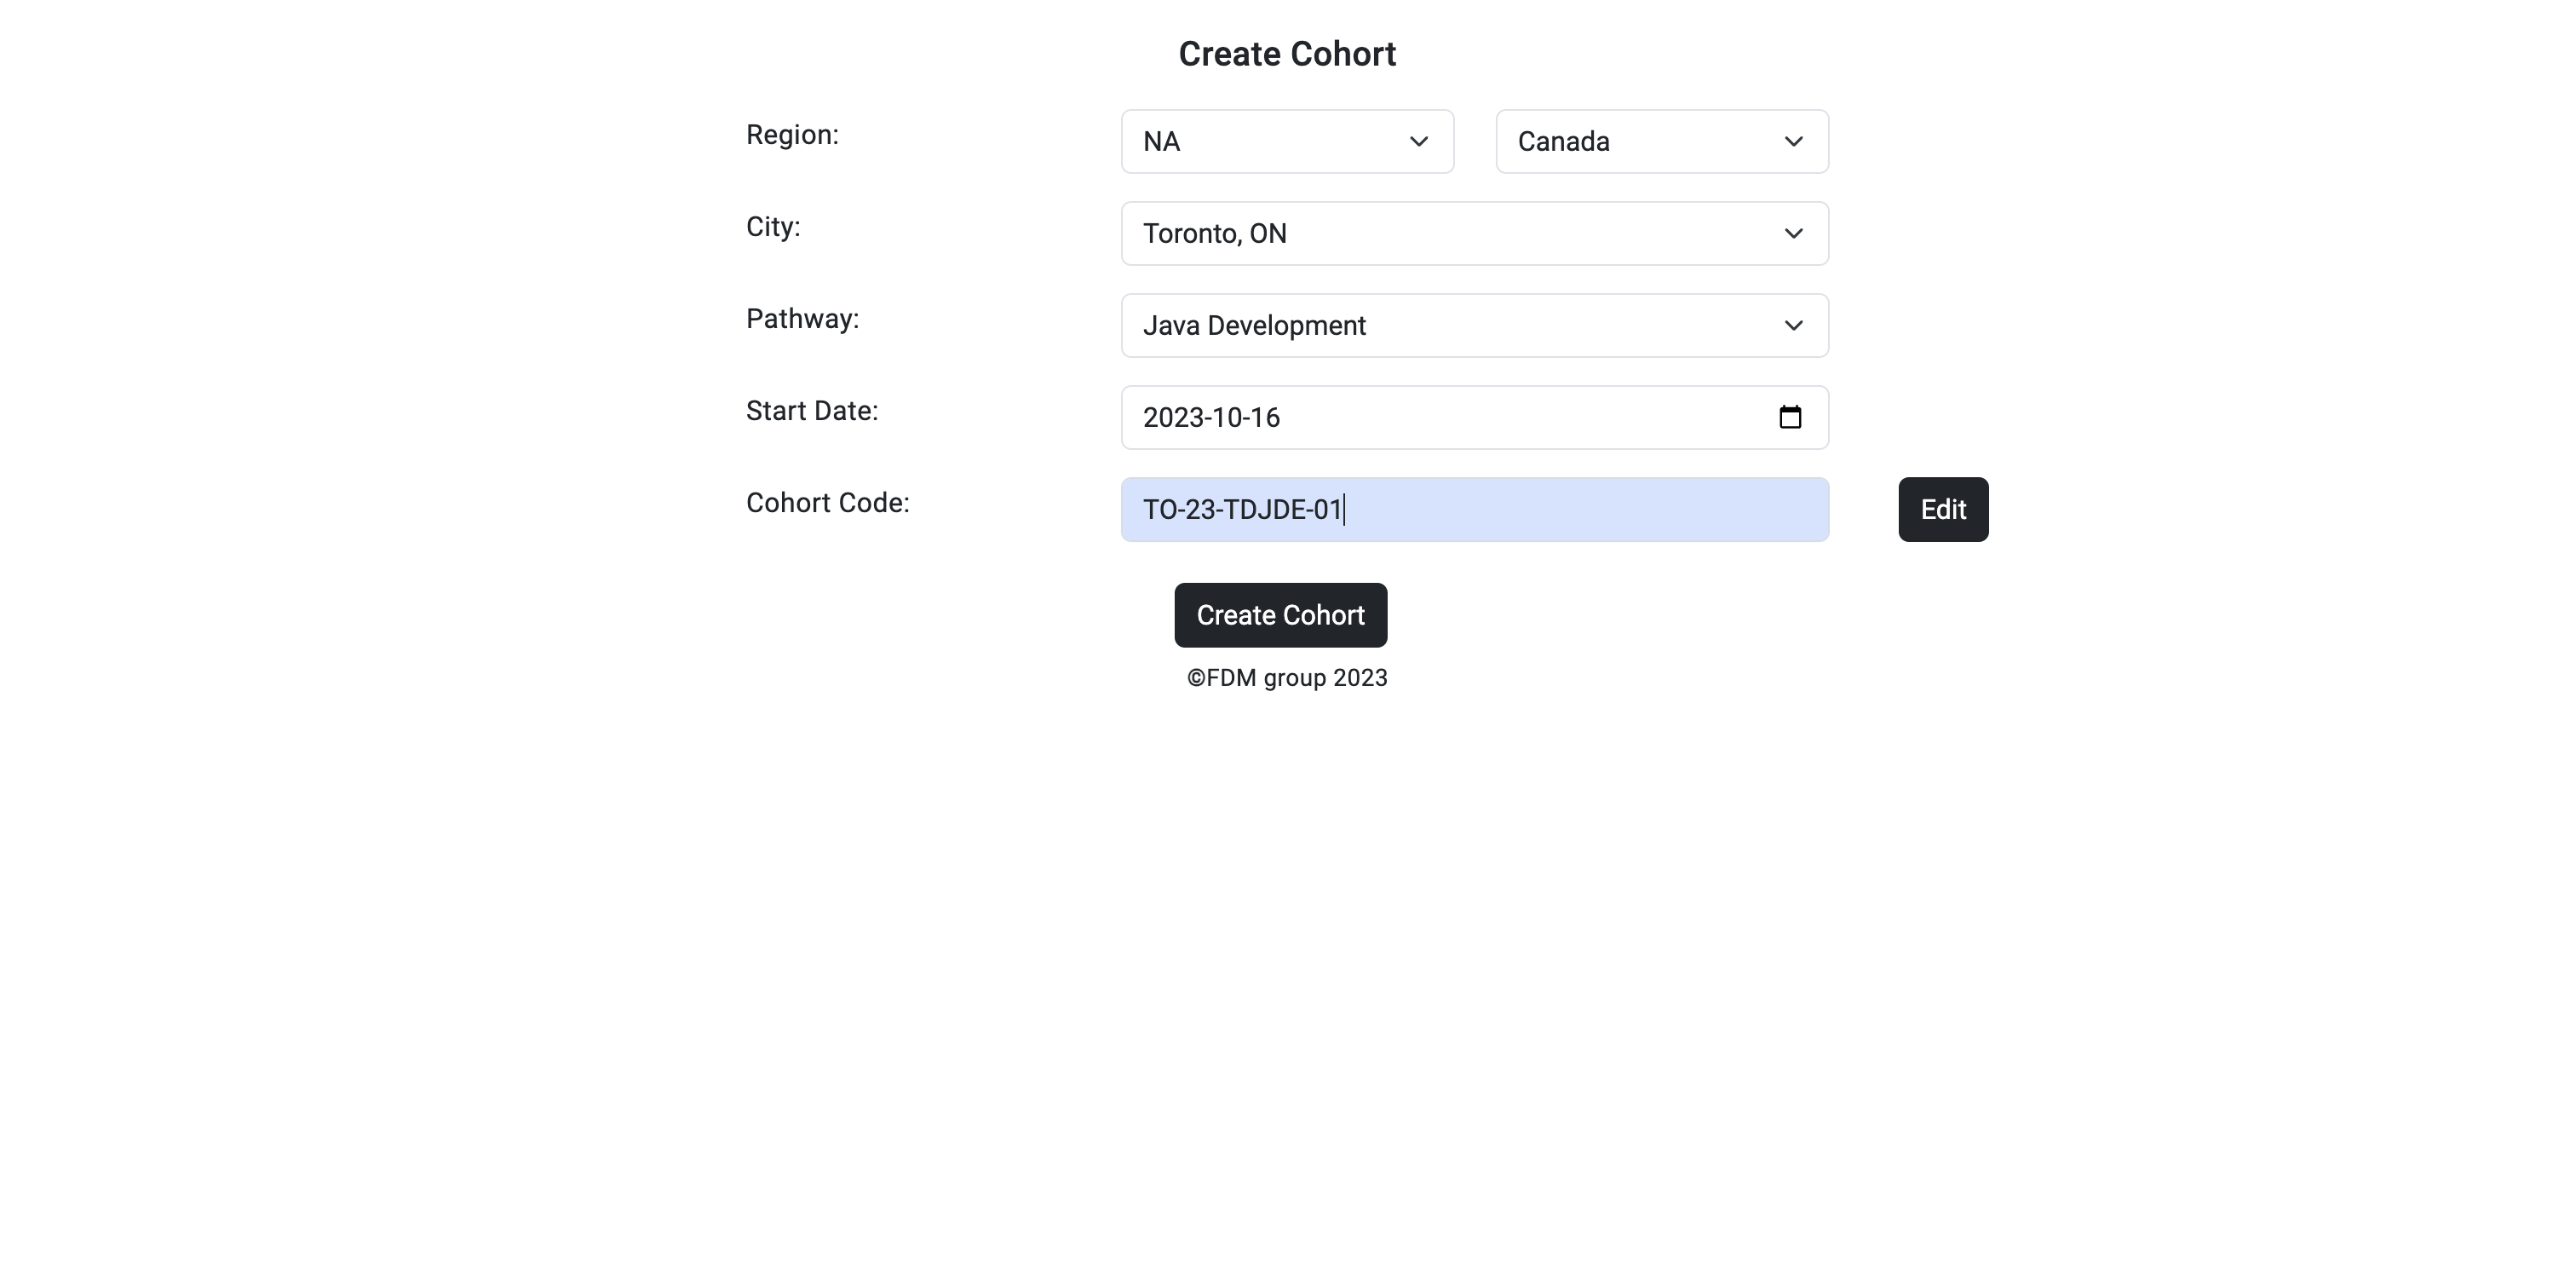 Create Cohort
Region: NA Canada
City: Toronto, ON
Pathway: Java Development
Start Date: 2023-10-16
Cohort Code: TO-23-TDJDE-01 Edit
Create Cohort
©FDM group 2023